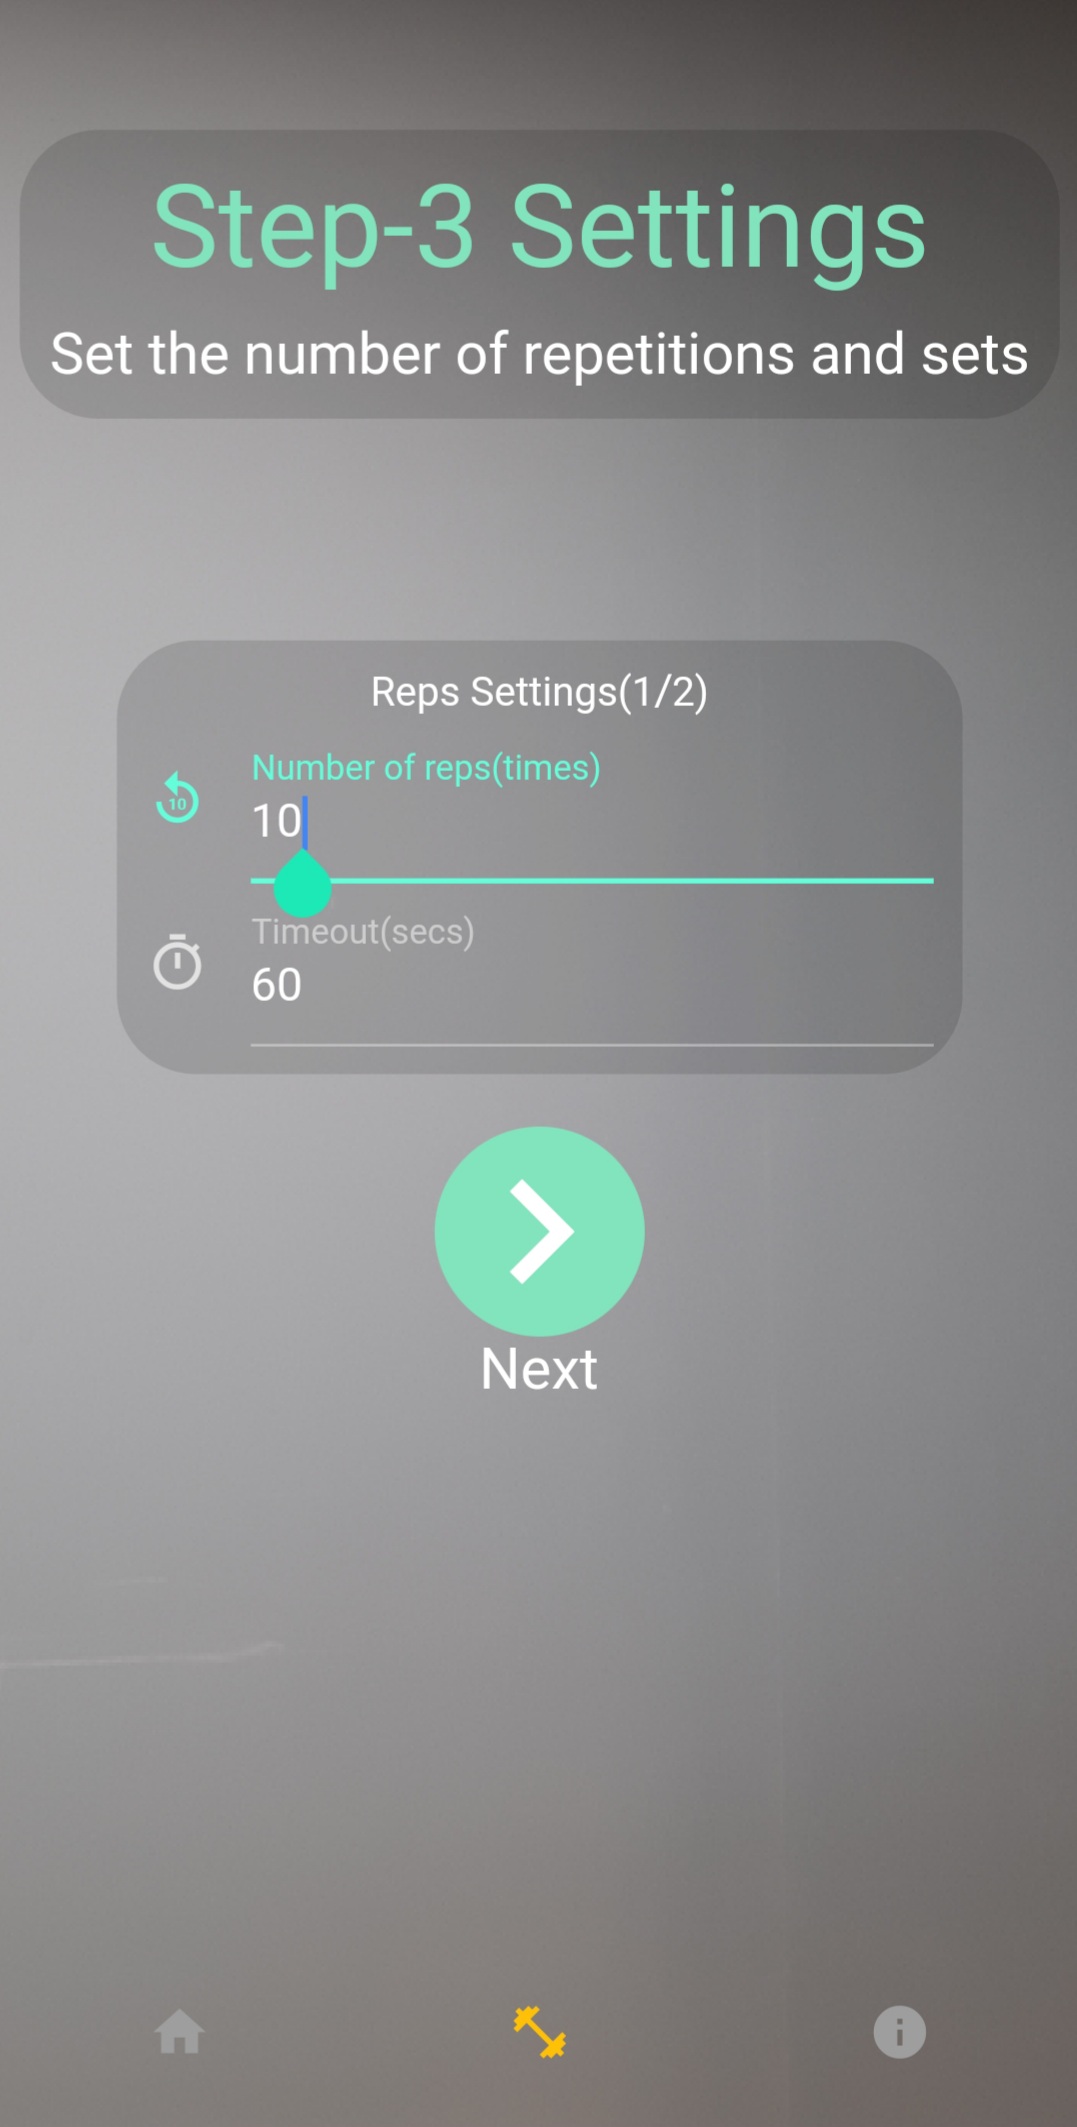 Step-3 Settings
Set the number of repetitions and sets
Reps Settings(1/2)
Number of reps(times)
10
10
Timeout(secs)
60
Next